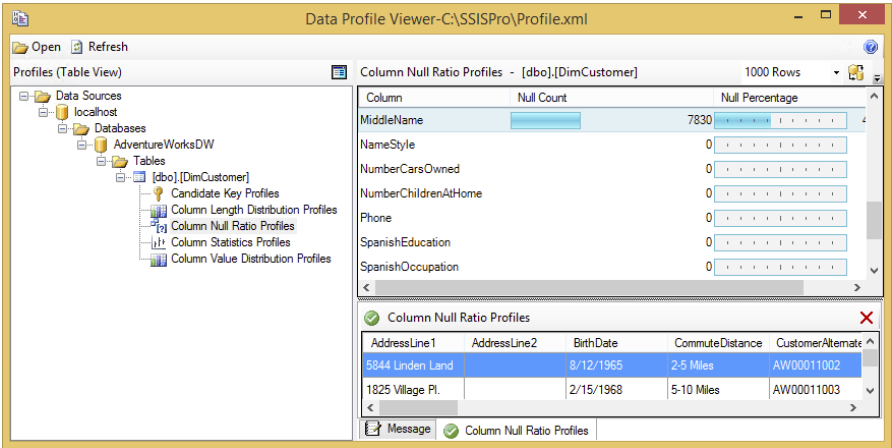 Data Profile Viewer-C:\SSISPro\Profile.xml
Open Refresh
Profiles (Table View)
Data Sources
localhost
Databases
AdventureWorksDW
Tables
[dbo].[DimCustomer]
Candidate Key Profiles
Column Length Distribution Profiles
Column Null Ratio Profiles
Column Statistics Profiles
Column Value Distribution Profiles
Column Null Ratio Profiles - [dbo].[DimCustomer] 1000 Rows
Column Null Count Null Percentage
MiddleName 7830
NameStyle 0
NumberCarsOwned 0
NumberChildrenAtHome 0
Phone 0
SpanishEducation 0
SpanishOccupation 0
Column Null Ratio Profiles
AddressLine1 AddressLine2 BirthDate CommuteDistance CustomerAlternate
5844 Linden Land 8/12/1965 2-5 Miles AW00011002
1825 Village Pl. 2/15/1968 5-10 Miles AW00011003
Message Column Null Ratio Profiles